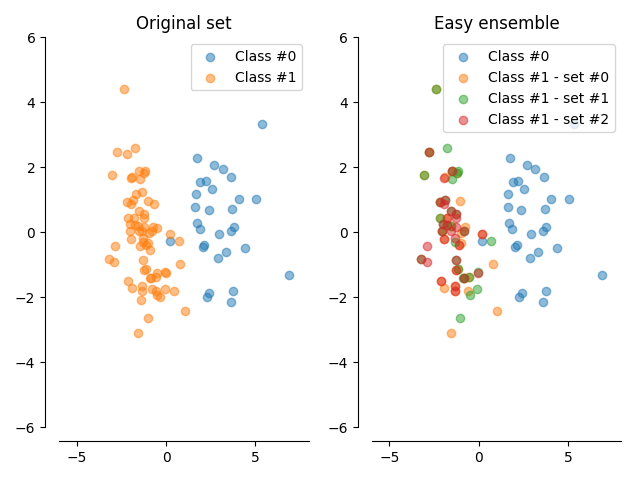 Original set
Class #0
Class #1
6
4
2
0
−2
−4
−6
−5
0
5
Easy ensemble
Class #0
Class #1 - set #0
Class #1 - set #1
Class #1 - set #2
6
4
2
0
−2
−4
−6
−5
0
5